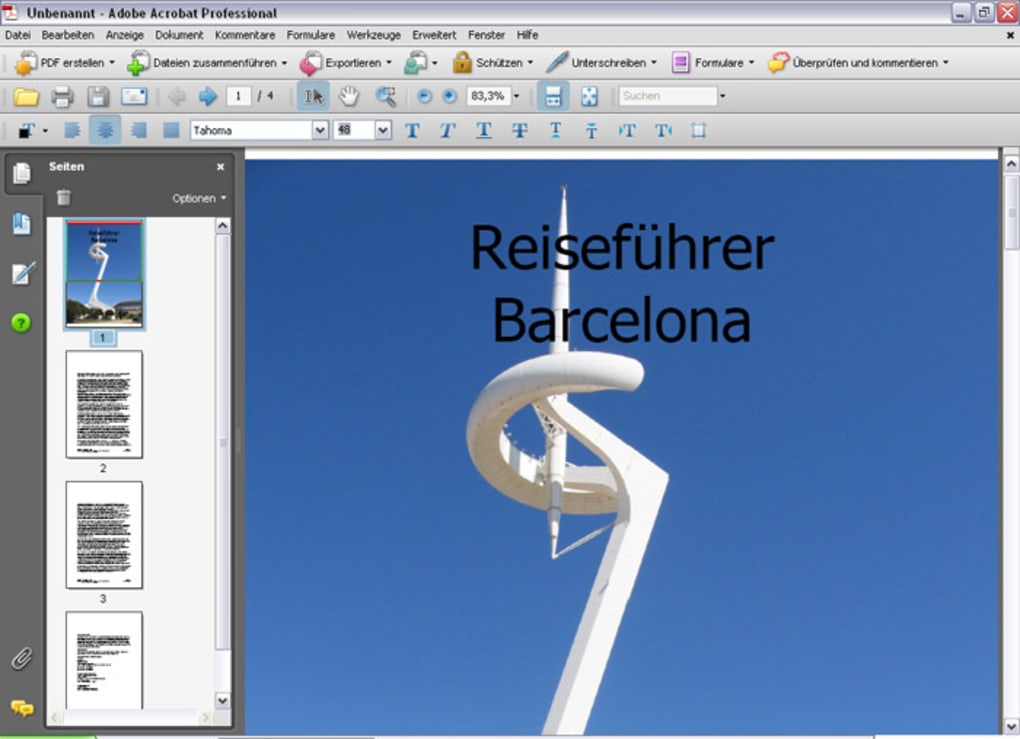 Unbenannt - Adobe Acrobat Professional
Datei Bearbeiten Anzeige Dokument Kommentare Formulare Werkzeuge Erweitert Fenster Hilfe
PDF erstellen Dateien zusammenführen Exportieren Schützen Unterschreiben Formulare Überprüfen und kommentieren
1 / 4 83,3% Suchen
Tahoma 48 T T T T T T T T
Seiten
Optionen
Reiseführer
Barcelona
1
2
3
Reiseführer
Barcelona